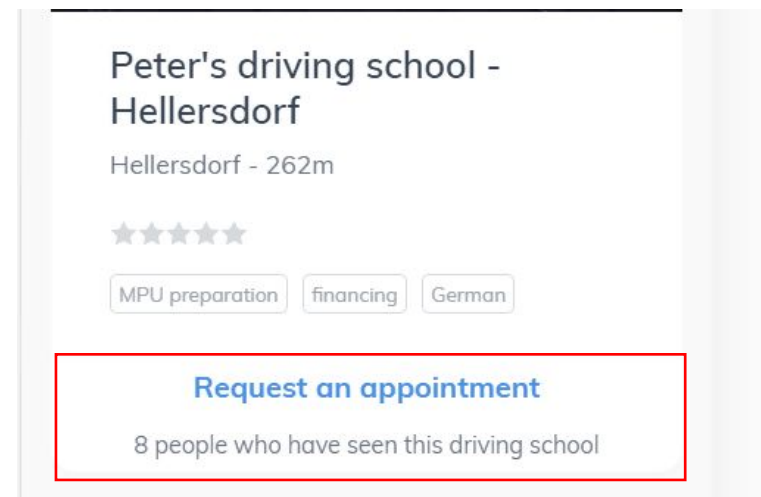 Peter's driving school -
Hellersdorf
Hellersdorf - 262m
MPU preparation financing German
Request an appointment
8 people who have seen this driving school